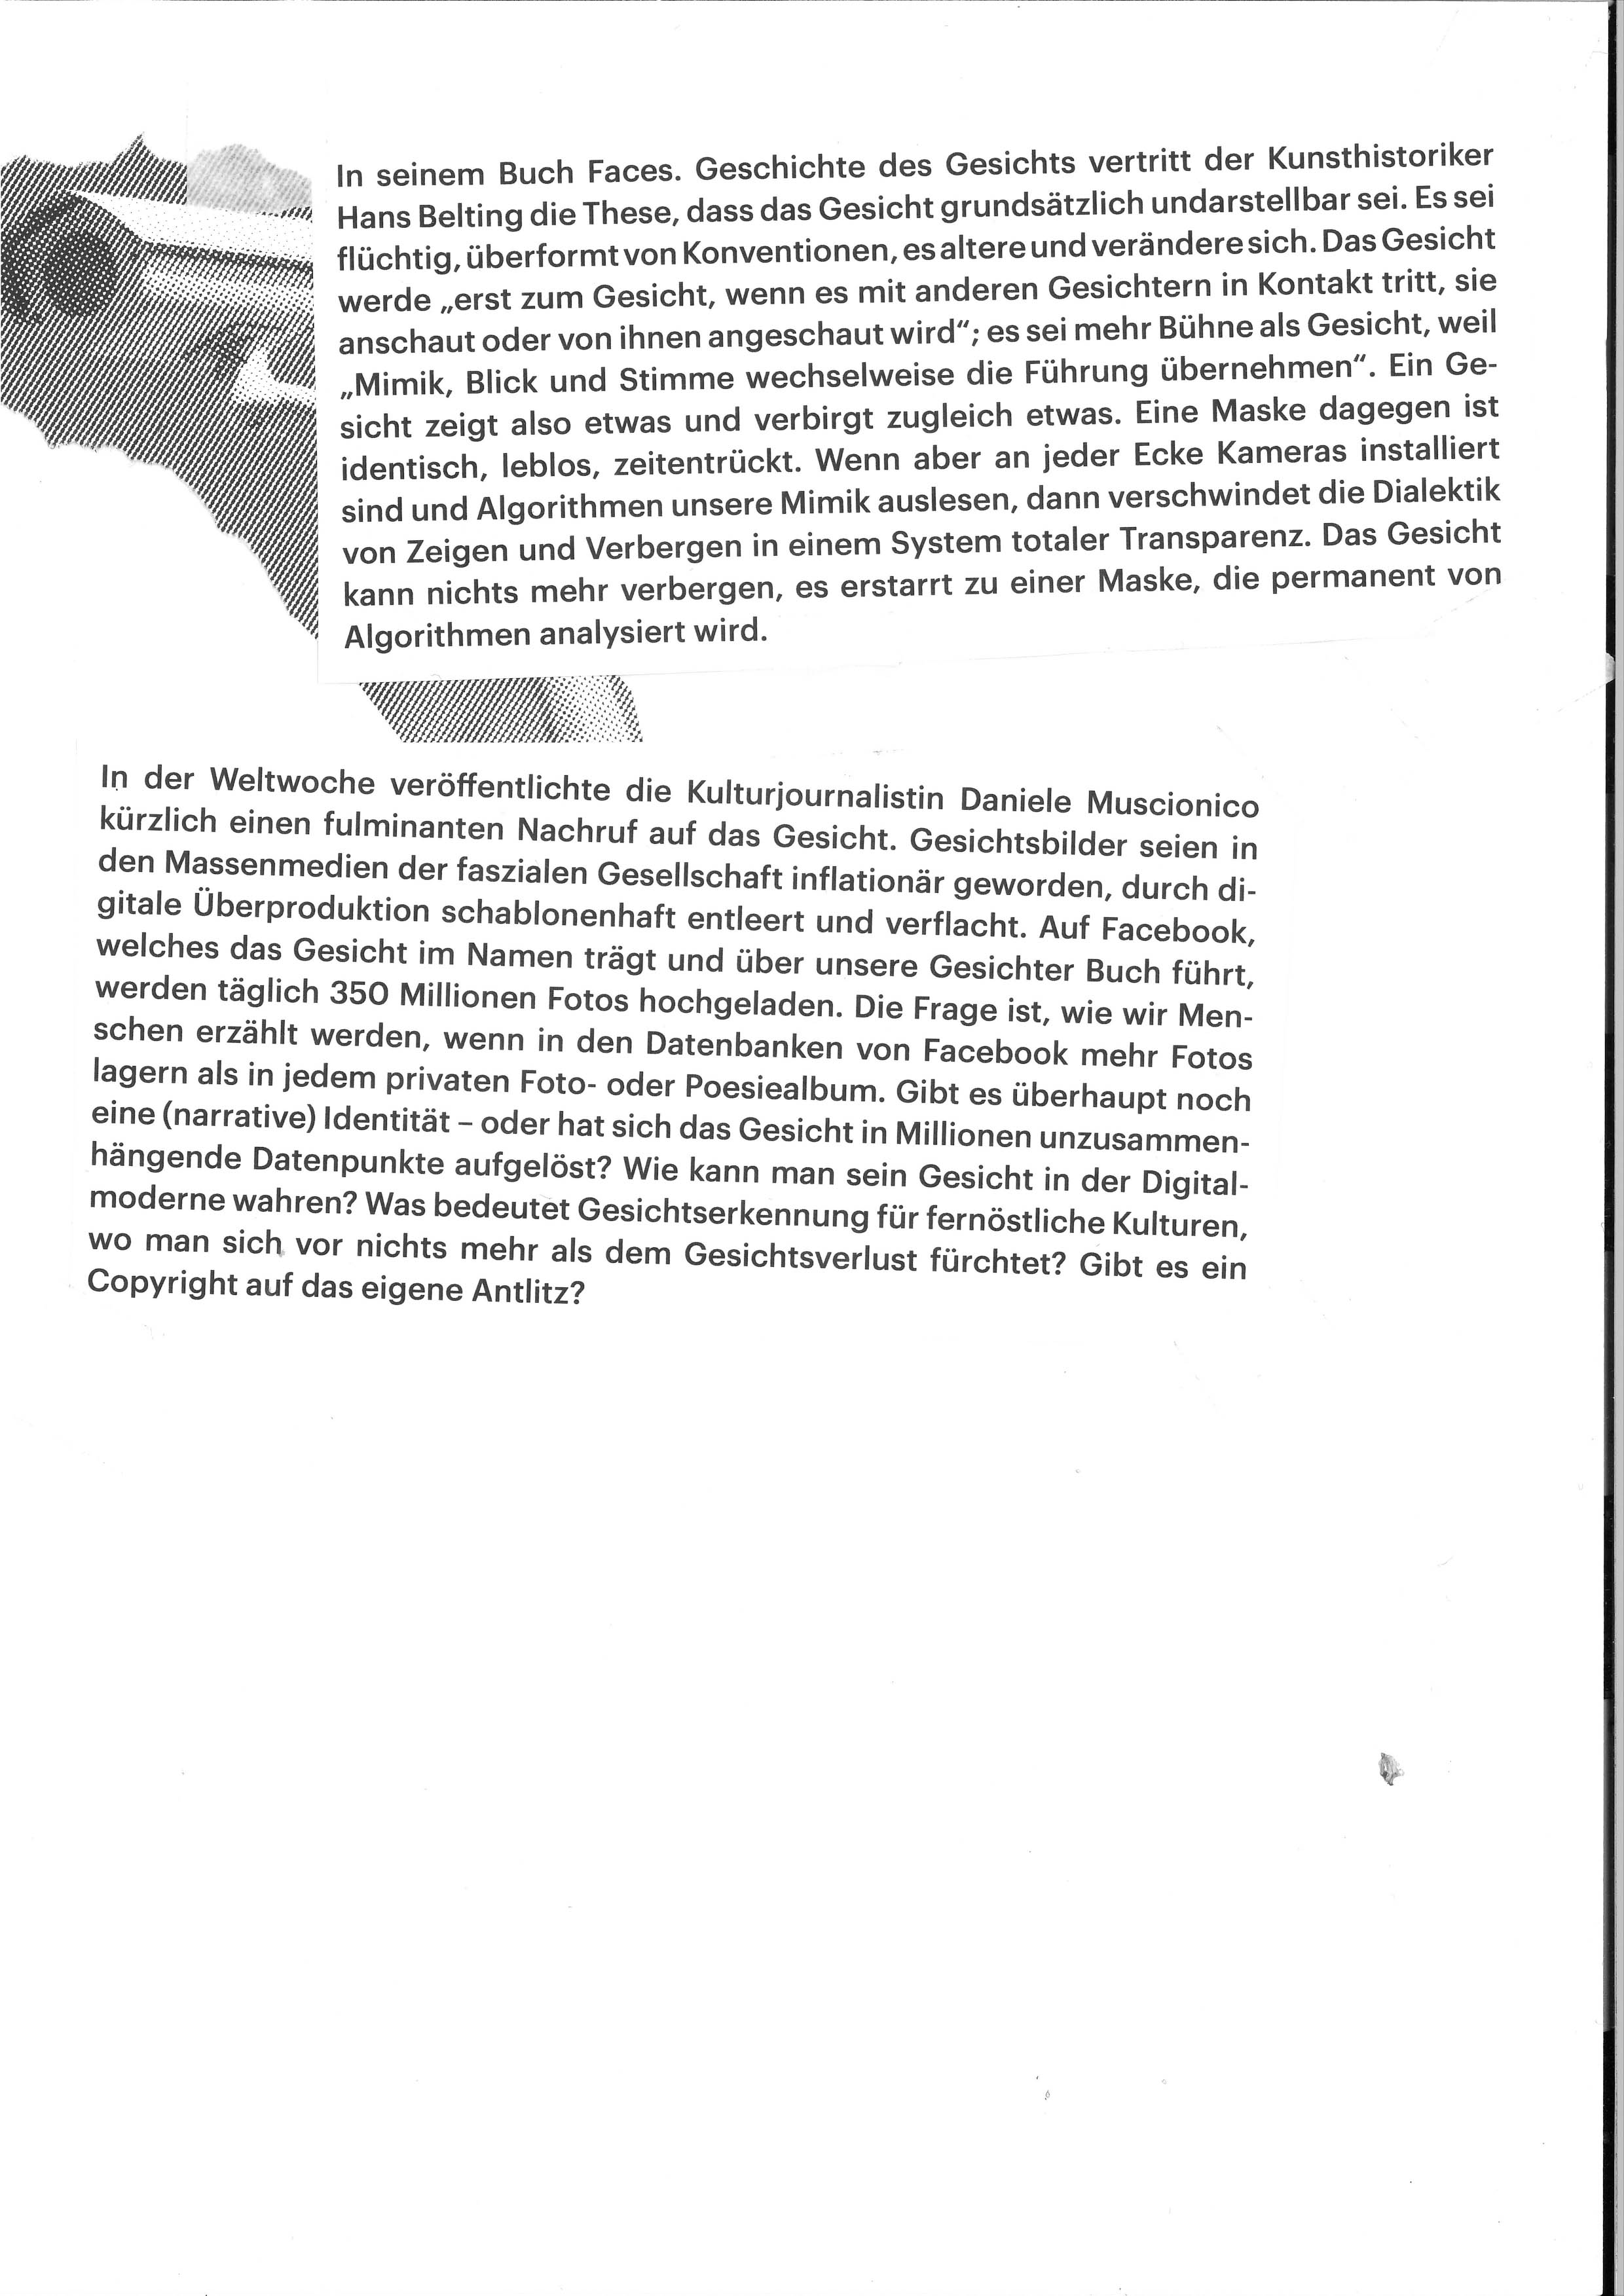 In seinem Buch Faces. Geschichte des Gesichts vertritt der Kunsthistoriker
Hans Belting die These, dass das Gesicht grundsätzlich undarstellbar sei. Es sei
flüchtig, überformt von Konventionen, es altere und verändere sich. Das Gesicht
werde „erst zum Gesicht, wenn es mit anderen Gesichtern in Kontakt tritt, sie
anschaut oder von ihnen angeschaut wird“; es sei mehr Bühne als Gesicht, weil
„Mimik, Blick und Stimme wechselweise die Führung übernehmen“. Ein Ge-
sicht zeigt also etwas und verbirgt zugleich etwas. Eine Maske dagegen ist
identisch, leblos, zeitentrückt. Wenn aber an jeder Ecke Kameras installiert
sind und Algorithmen unsere Mimik auslesen, dann verschwindet die Dialektik
von Zeigen und Verbergen in einem System totaler Transparenz. Das Gesicht
kann nichts mehr verbergen, es erstarrt zu einer Maske, die permanent von
Algorithmen analysiert wird.
In der Weltwoche veröffentlichte die Kulturjournalistin Daniele Muscionico
kürzlich einen fulminanten Nachruf auf das Gesicht. Gesichtsbilder seien in
den Massenmedien der faszialen Gesellschaft inflationär geworden, durch di-
gitale Überproduktion schablonenhaft entleert und verflacht. Auf Facebook,
welches das Gesicht im Namen trägt und über unsere Gesichter Buch führt,
werden täglich 350 Millionen Fotos hochgeladen. Die Frage ist, wie wir Men-
schen erzählt werden, wenn in den Datenbanken von Facebook mehr Fotos
lagern als in jedem privaten Foto- oder Poesiealbum. Gibt es überhaupt noch
eine (narrative) Identität – oder hat sich das Gesicht in Millionen unzusammen-
hängende Datenpunkte aufgelöst? Wie kann man sein Gesicht in der Digital-
moderne wahren? Was bedeutet Gesichtserkennung für fernöstliche Kulturen,
wo man sich vor nichts mehr als dem Gesichtsverlust fürchtet? Gibt es ein
Copyright auf das eigene Antlitz?